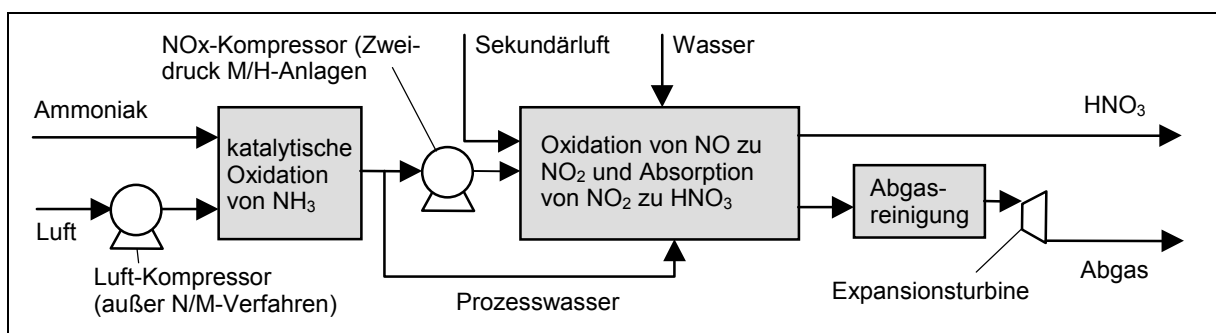 NOx-Kompressor (Zwei-
druck M/H-Anlagen
Sekundärluft
Wasser
Ammoniak
HNO₃
katalytische
Oxidation
von NH₃
Oxidation von NO zu
NO₂ und Absorption
von NO₂ zu HNO₃
Abgas-
reinigung
Luft
Luft-Kompressor
(außer N/M-Verfahren)
Prozesswasser
Expansionsturbine
Abgas